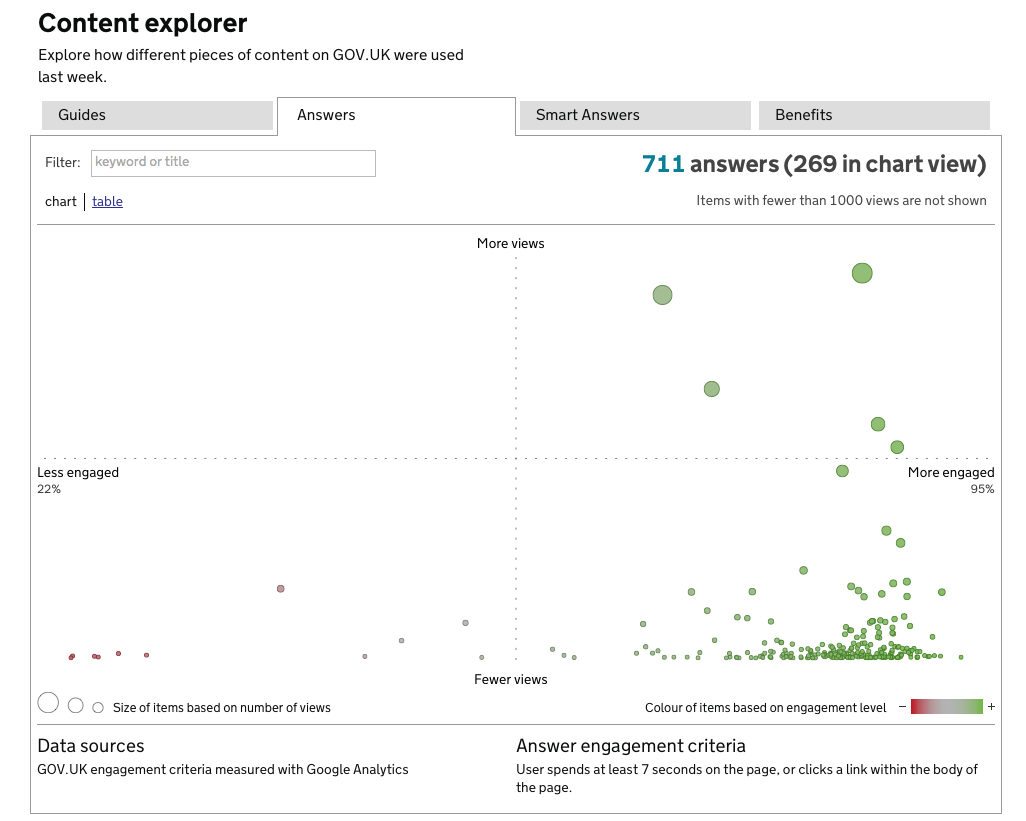 Content explorer
Explore how different pieces of content on GOV.UK were used
last week.
Guides
Answers
Smart Answers
Benefits
Filter: keyword or title
711 answers (269 in chart view)
chart | table
Items with fewer than 1000 views are not shown
More views
Less engaged
22%
More engaged
95%
Fewer views
Size of items based on number of views
Colour of items based on engagement level − +
Data sources
GOV.UK engagement criteria measured with Google Analytics
Answer engagement criteria
User spends at least 7 seconds on the page, or clicks a link within the body of
the page.